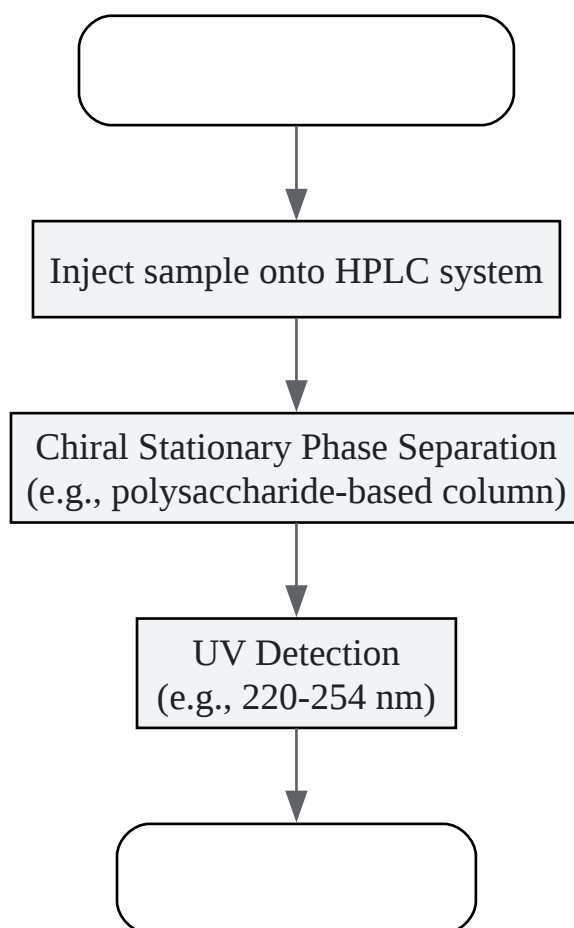 Inject sample onto HPLC system
Chiral Stationary Phase Separation
(e.g., polysaccharide-based column)
UV Detection
(e.g., 220-254 nm)